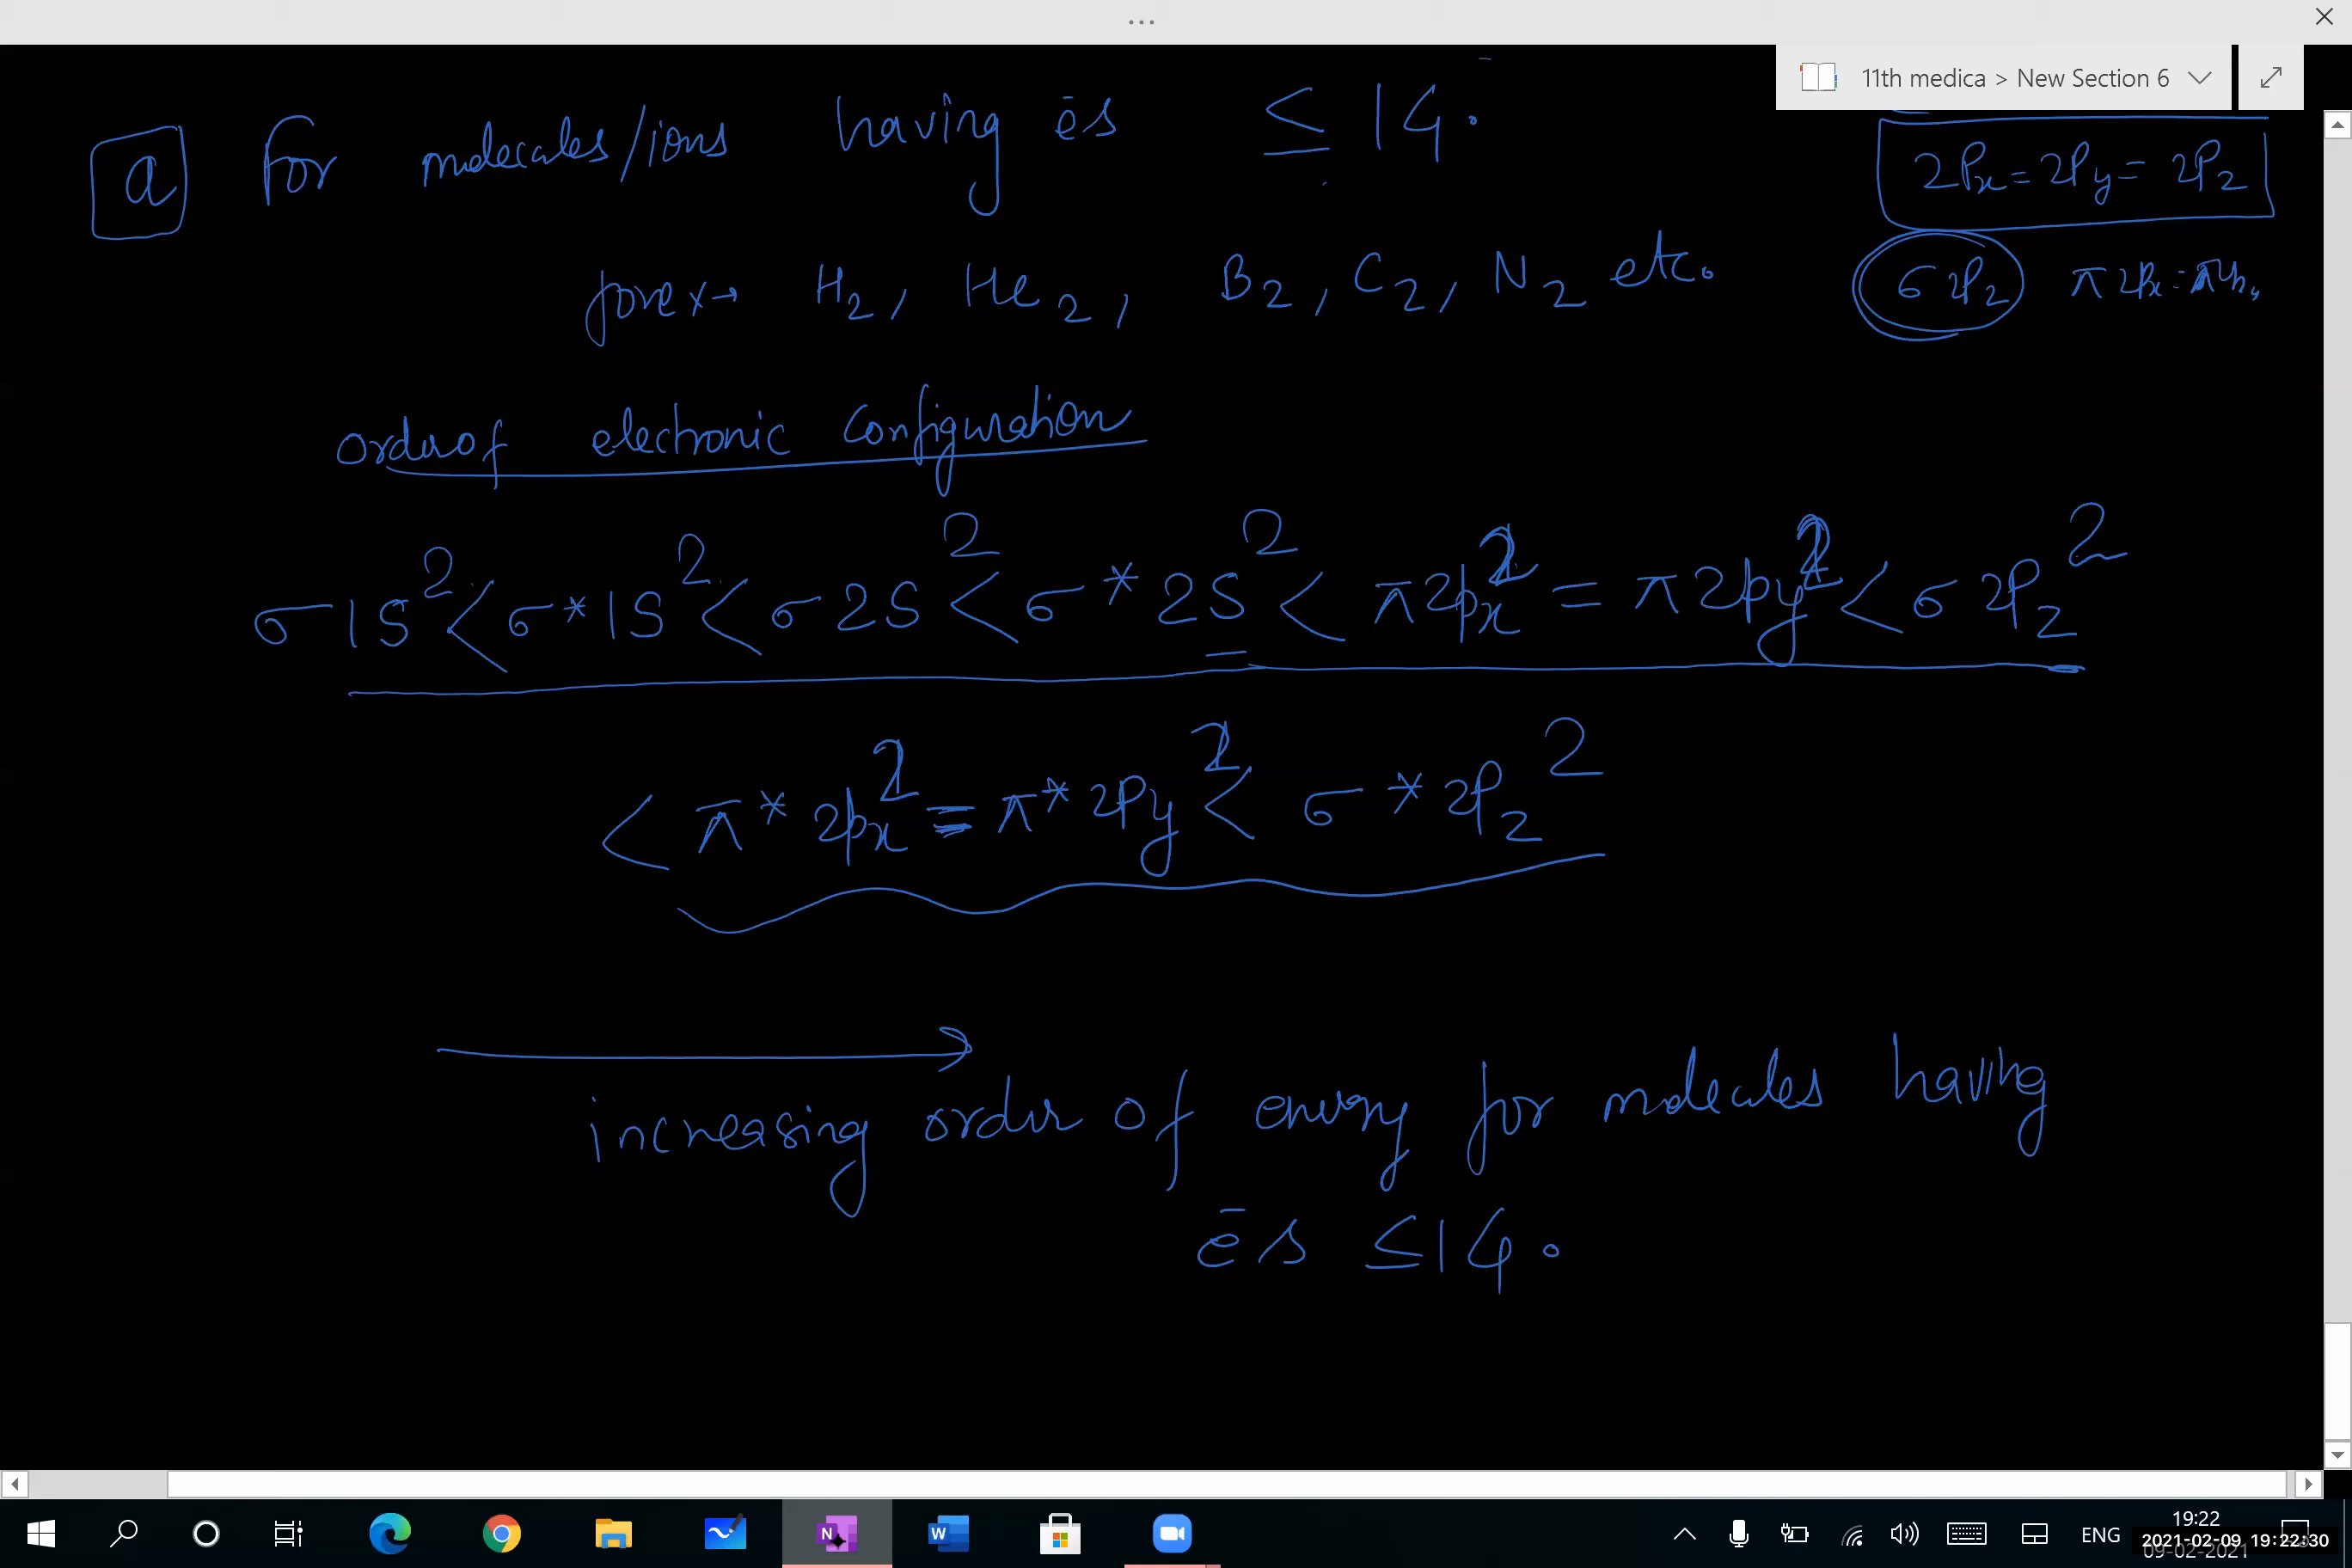 ...
11th medica > New Section 6
a for molecules/ions having ēs ≤ 14.
2Px = 2Py = 2Pz
for ex → H2, He2, B2, C2, N2 etc.
σ2Pz π2Px =
order of electronic configuration
σ1s² < σ*1s² < σ2s² < σ*2s² < π2px² = π2py² < σ2Pz²
< π*2px² = π*2Py² < σ*2Pz²
→
increasing order of energy for molecules having
ēs ≤ 14.
N
W
ENG
19:22
2021-02-09 19:22:30
09-02-2021